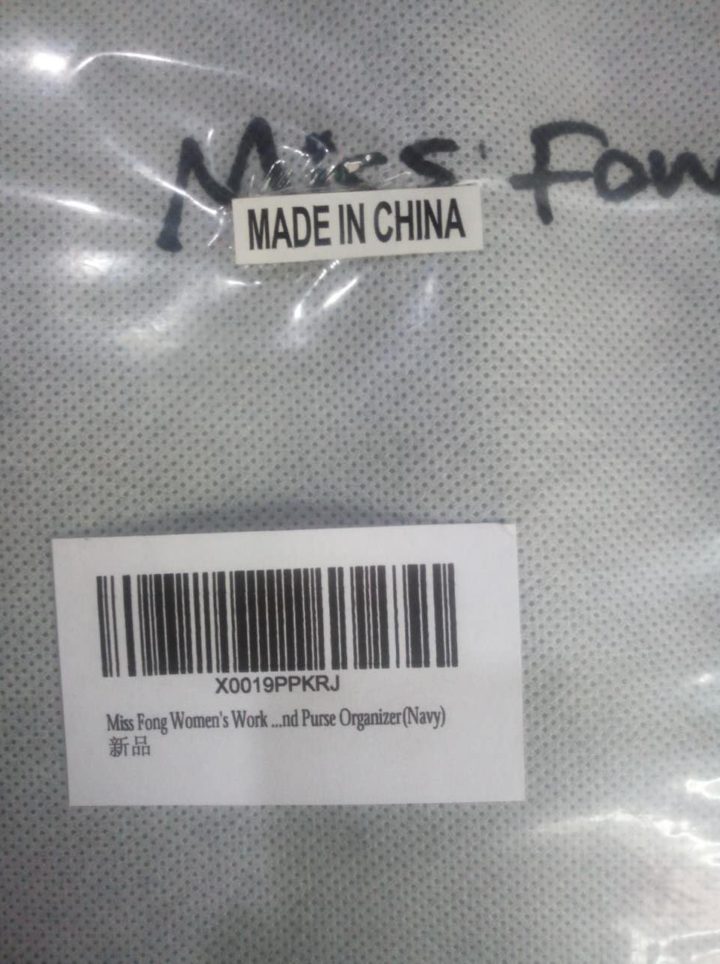 Miss Fon
MADE IN CHINA
X0019PPKRJ
Miss Fong Women's Work ...nd Purse Organizer(Navy)
新品